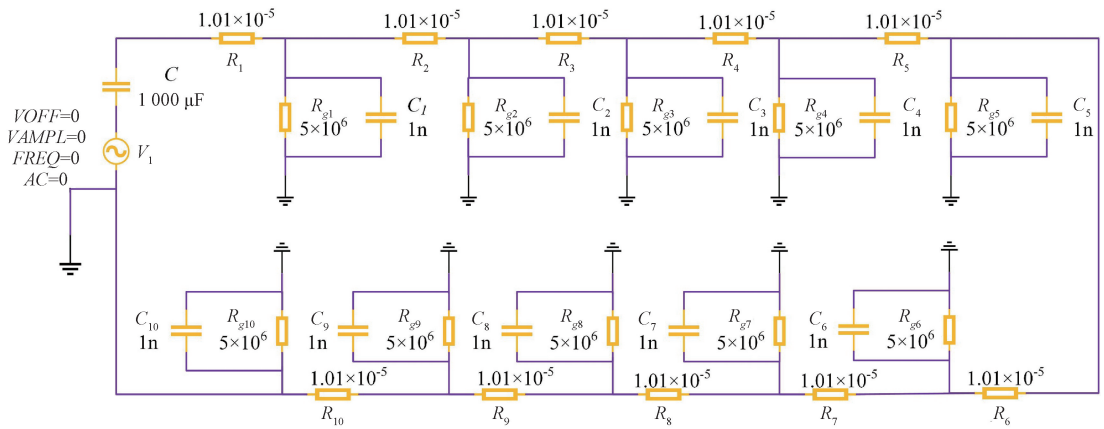 1.01×10⁻⁵ 1.01×10⁻⁵ 1.01×10⁻⁵ 1.01×10⁻⁵ 1.01×10⁻⁵
R₁ R₂ R₃ R₄ R₅
C
1 000 μF
VOFF=0
VAMPL=0
FREQ=0
AC=0
V₁
R_g1 C₁ R_g2 C₂ R_g3 C₃ R_g4 C₄ R_g5 C₅
5×10⁶ 1n 5×10⁶ 1n 5×10⁶ 1n 5×10⁶ 1n 5×10⁶ 1n
C₁₀ R_g10 C₉ R_g9 C₈ R_g8 C₇ R_g7 C₆ R_g6
1n 5×10⁶ 1n 5×10⁶ 1n 5×10⁶ 1n 5×10⁶ 1n 5×10⁶
1.01×10⁻⁵ 1.01×10⁻⁵ 1.01×10⁻⁵ 1.01×10⁻⁵ 1.01×10⁻⁵
R₁₀ R₉ R₈ R₇ R₆